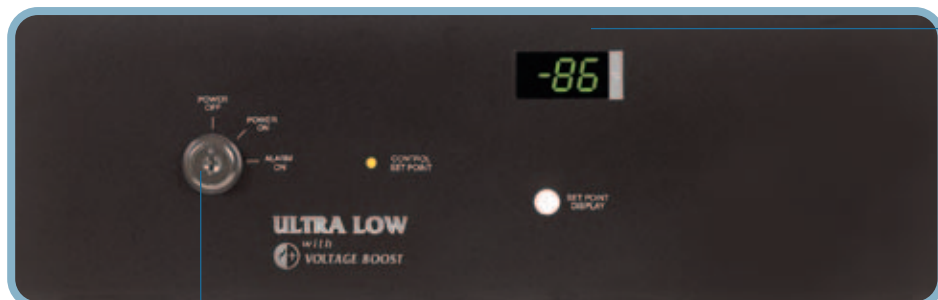 -86
POWER
OFF
POWER
ON
ALARM
ON
CONTROL
SET POINT
SET POINT
DISPLAY
ULTRA LOW
with
VOLTAGE BOOST